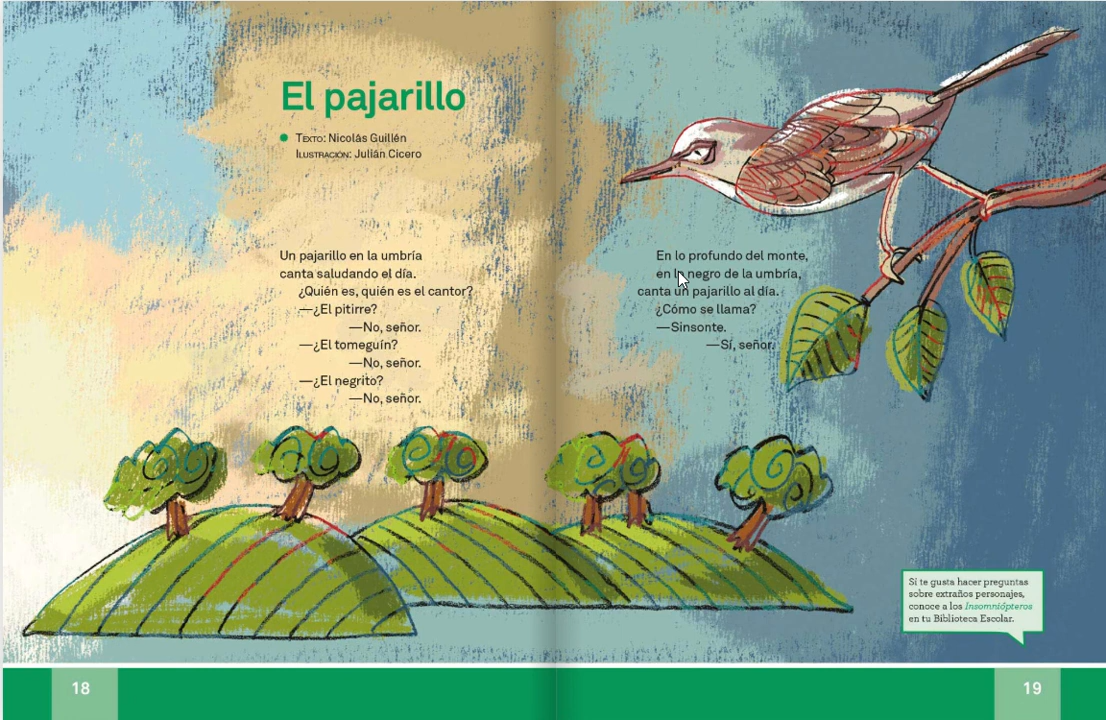 El pajarillo
TEXTO: Nicolás Guillén
ILUSTRACIÓN: Julián Cicero
Un pajarillo en la umbría
canta saludando el día.
¿Quién es, quién es el cantor?
—¿El pitirre?
—No, señor.
—¿El tomeguín?
—No, señor.
—¿El negrito?
—No, señor.
En lo profundo del monte,
en lo negro de la umbría,
canta un pajarillo al día.
¿Cómo se llama?
—Sinsonte.
—Sí, señor.
Si te gusta hacer preguntas
sobre extraños personajes,
conoce a los Insomniópteros
en tu Biblioteca Escolar.
18
19